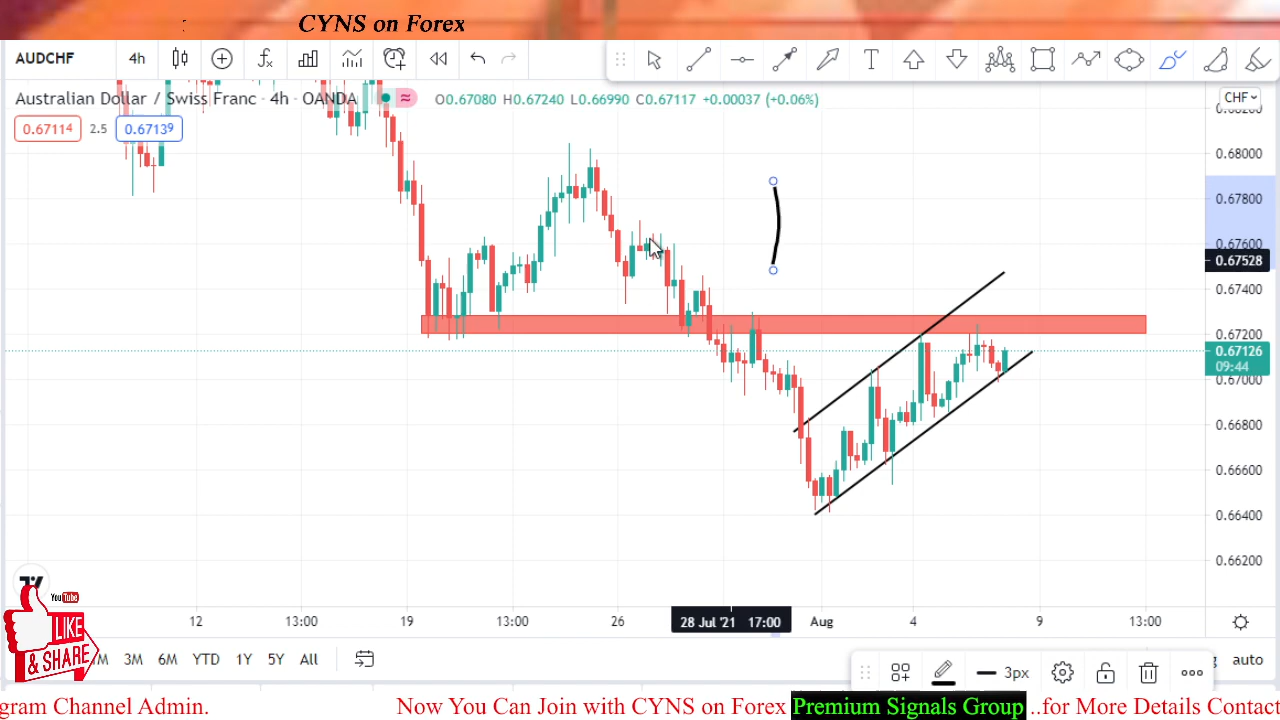 CYNS on Forex
AUDCHF 4h
Australian Dollar / Swiss Franc · 4h · OANDA O0.67080 H0.67240 L0.66990 C0.67117 +0.00037 (+0.06%)
CHF
0.67114 2.5 0.67139
0.68000
0.67800
0.67600
0.67528
0.67400
0.67200
0.67126
09:44
0.67000
0.66800
0.66600
0.66400
0.66200
12 13:00 19 13:00 26 28 Jul '21 17:00 Aug 4 9 13:00
YouTube
LIKE
& SHARE
3M 6M YTD 1Y 5Y All
auto
3px
gram Channel Admin. Now You Can Join with CYNS on Forex Premium Signals Group ..for More Details Contact